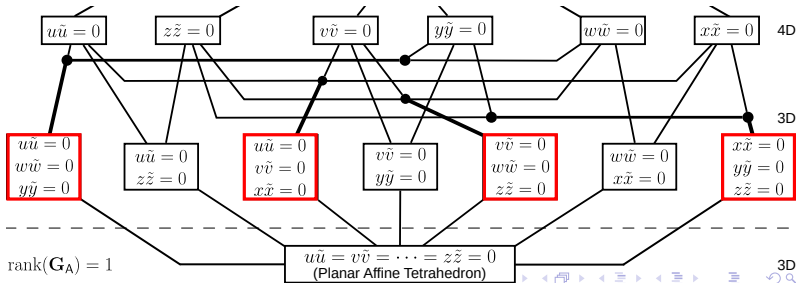 uũ = 0 zz̃ = 0 vṽ = 0 yỹ = 0 ww̃ = 0 xx̃ = 0 4D
3D
uũ = 0
ww̃ = 0
yỹ = 0
uũ = 0
zz̃ = 0
uũ = 0
vṽ = 0
xx̃ = 0
vṽ = 0
yỹ = 0
vṽ = 0
ww̃ = 0
zz̃ = 0
ww̃ = 0
xx̃ = 0
xx̃ = 0
yỹ = 0
zz̃ = 0
rank(G_A) = 1
uũ = vṽ = ⋯ = zz̃ = 0
(Planar Affine Tetrahedron)
3D